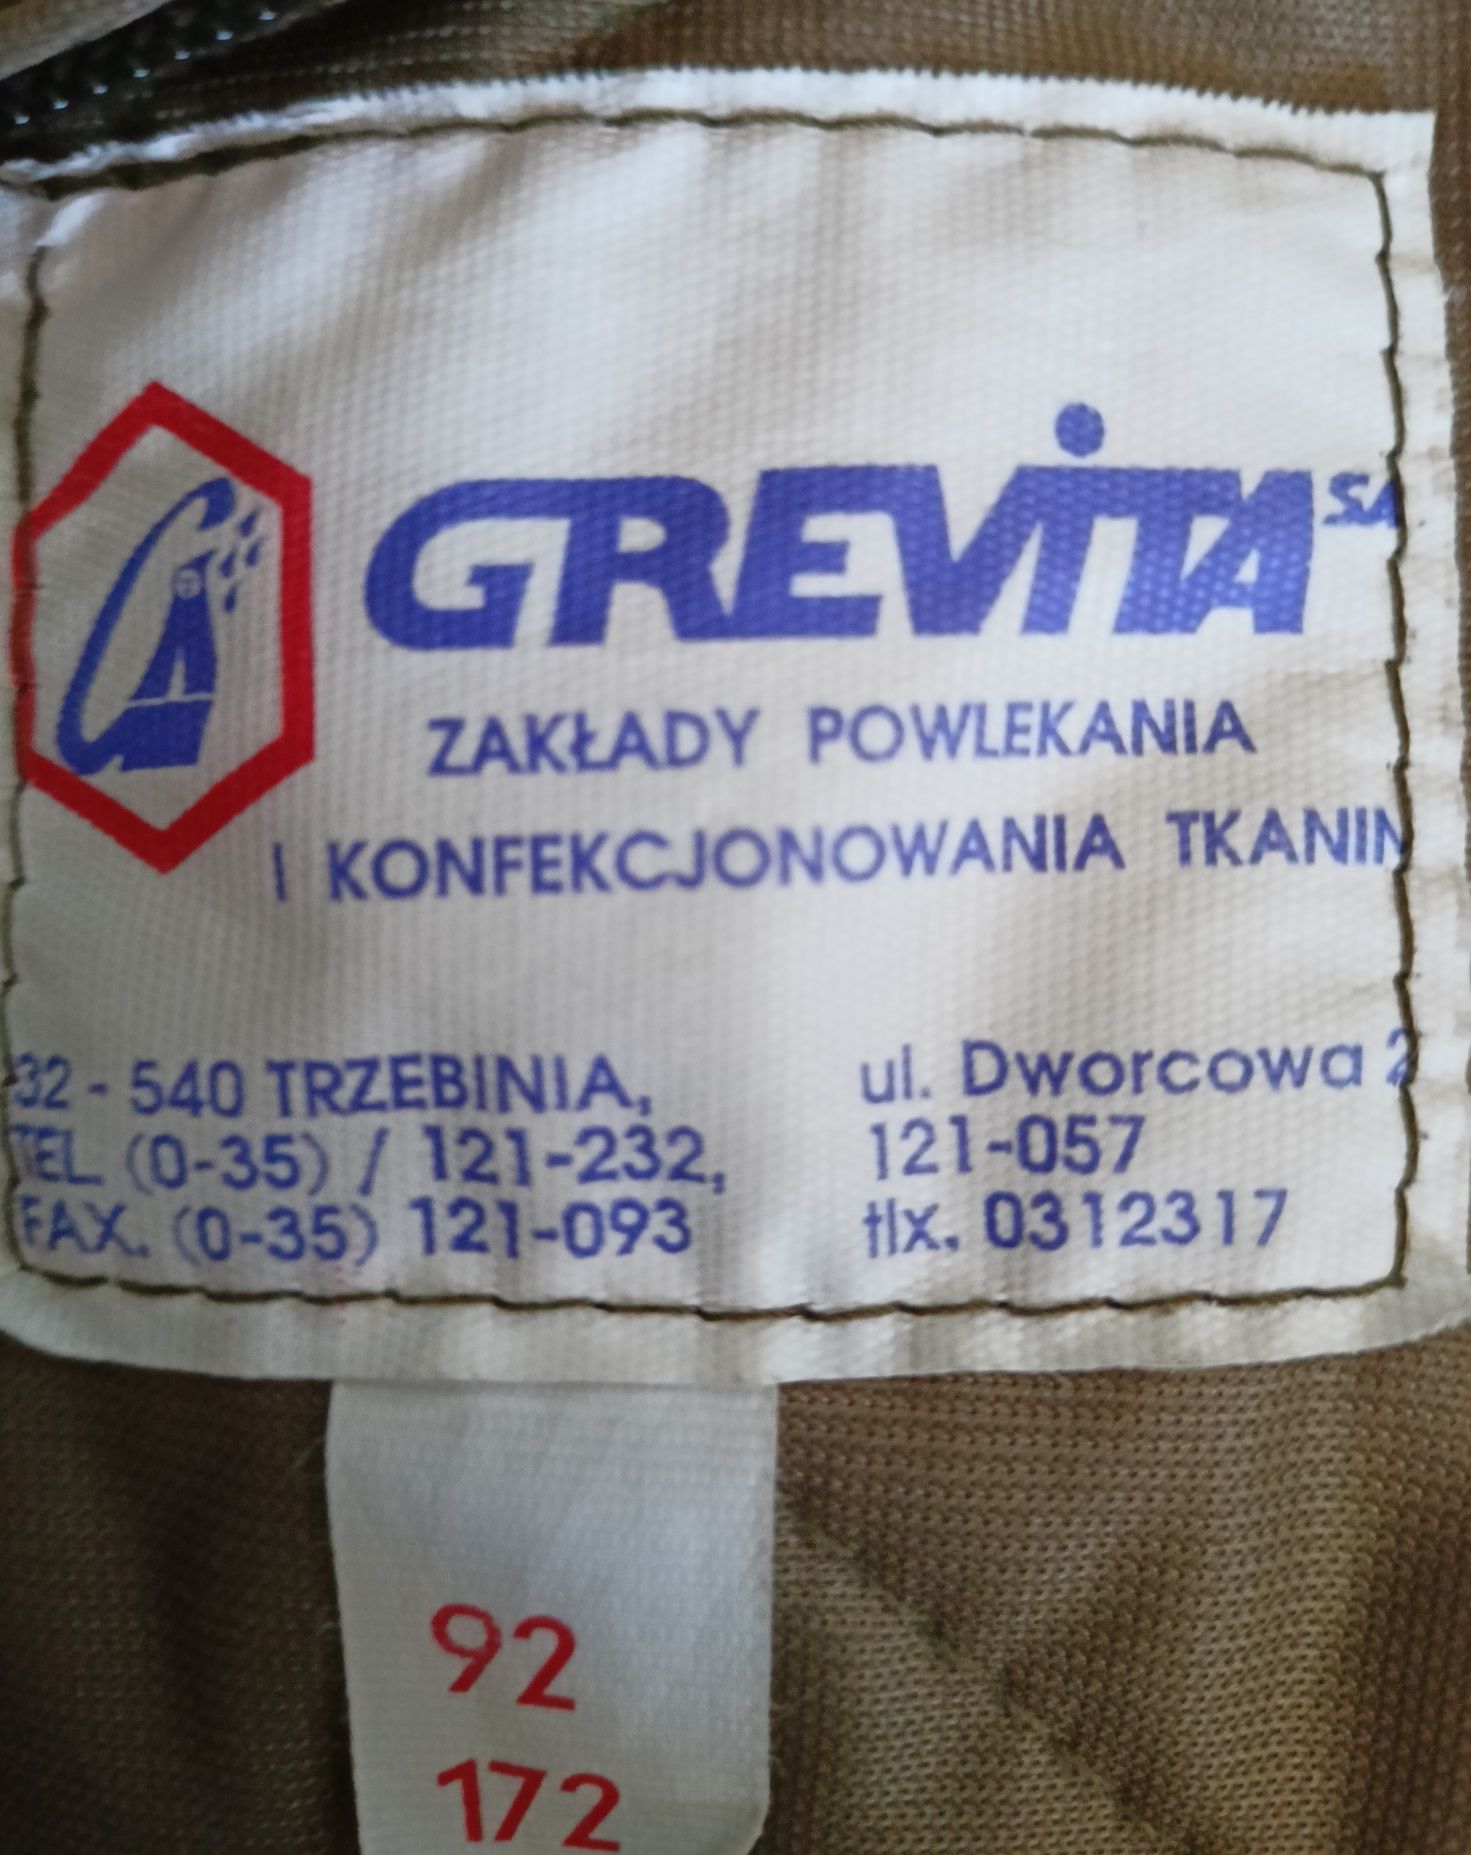 GREVITA SA
ZAKŁADY POWLEKANIA
I KONFEKCJONOWANIA TKANIN
32 - 540 TRZEBINIA, ul. Dworcowa 2
TEL. (0-35) / 121-232, 121-057
FAX. (0-35) 121-093 tlx. 0312317
92
172